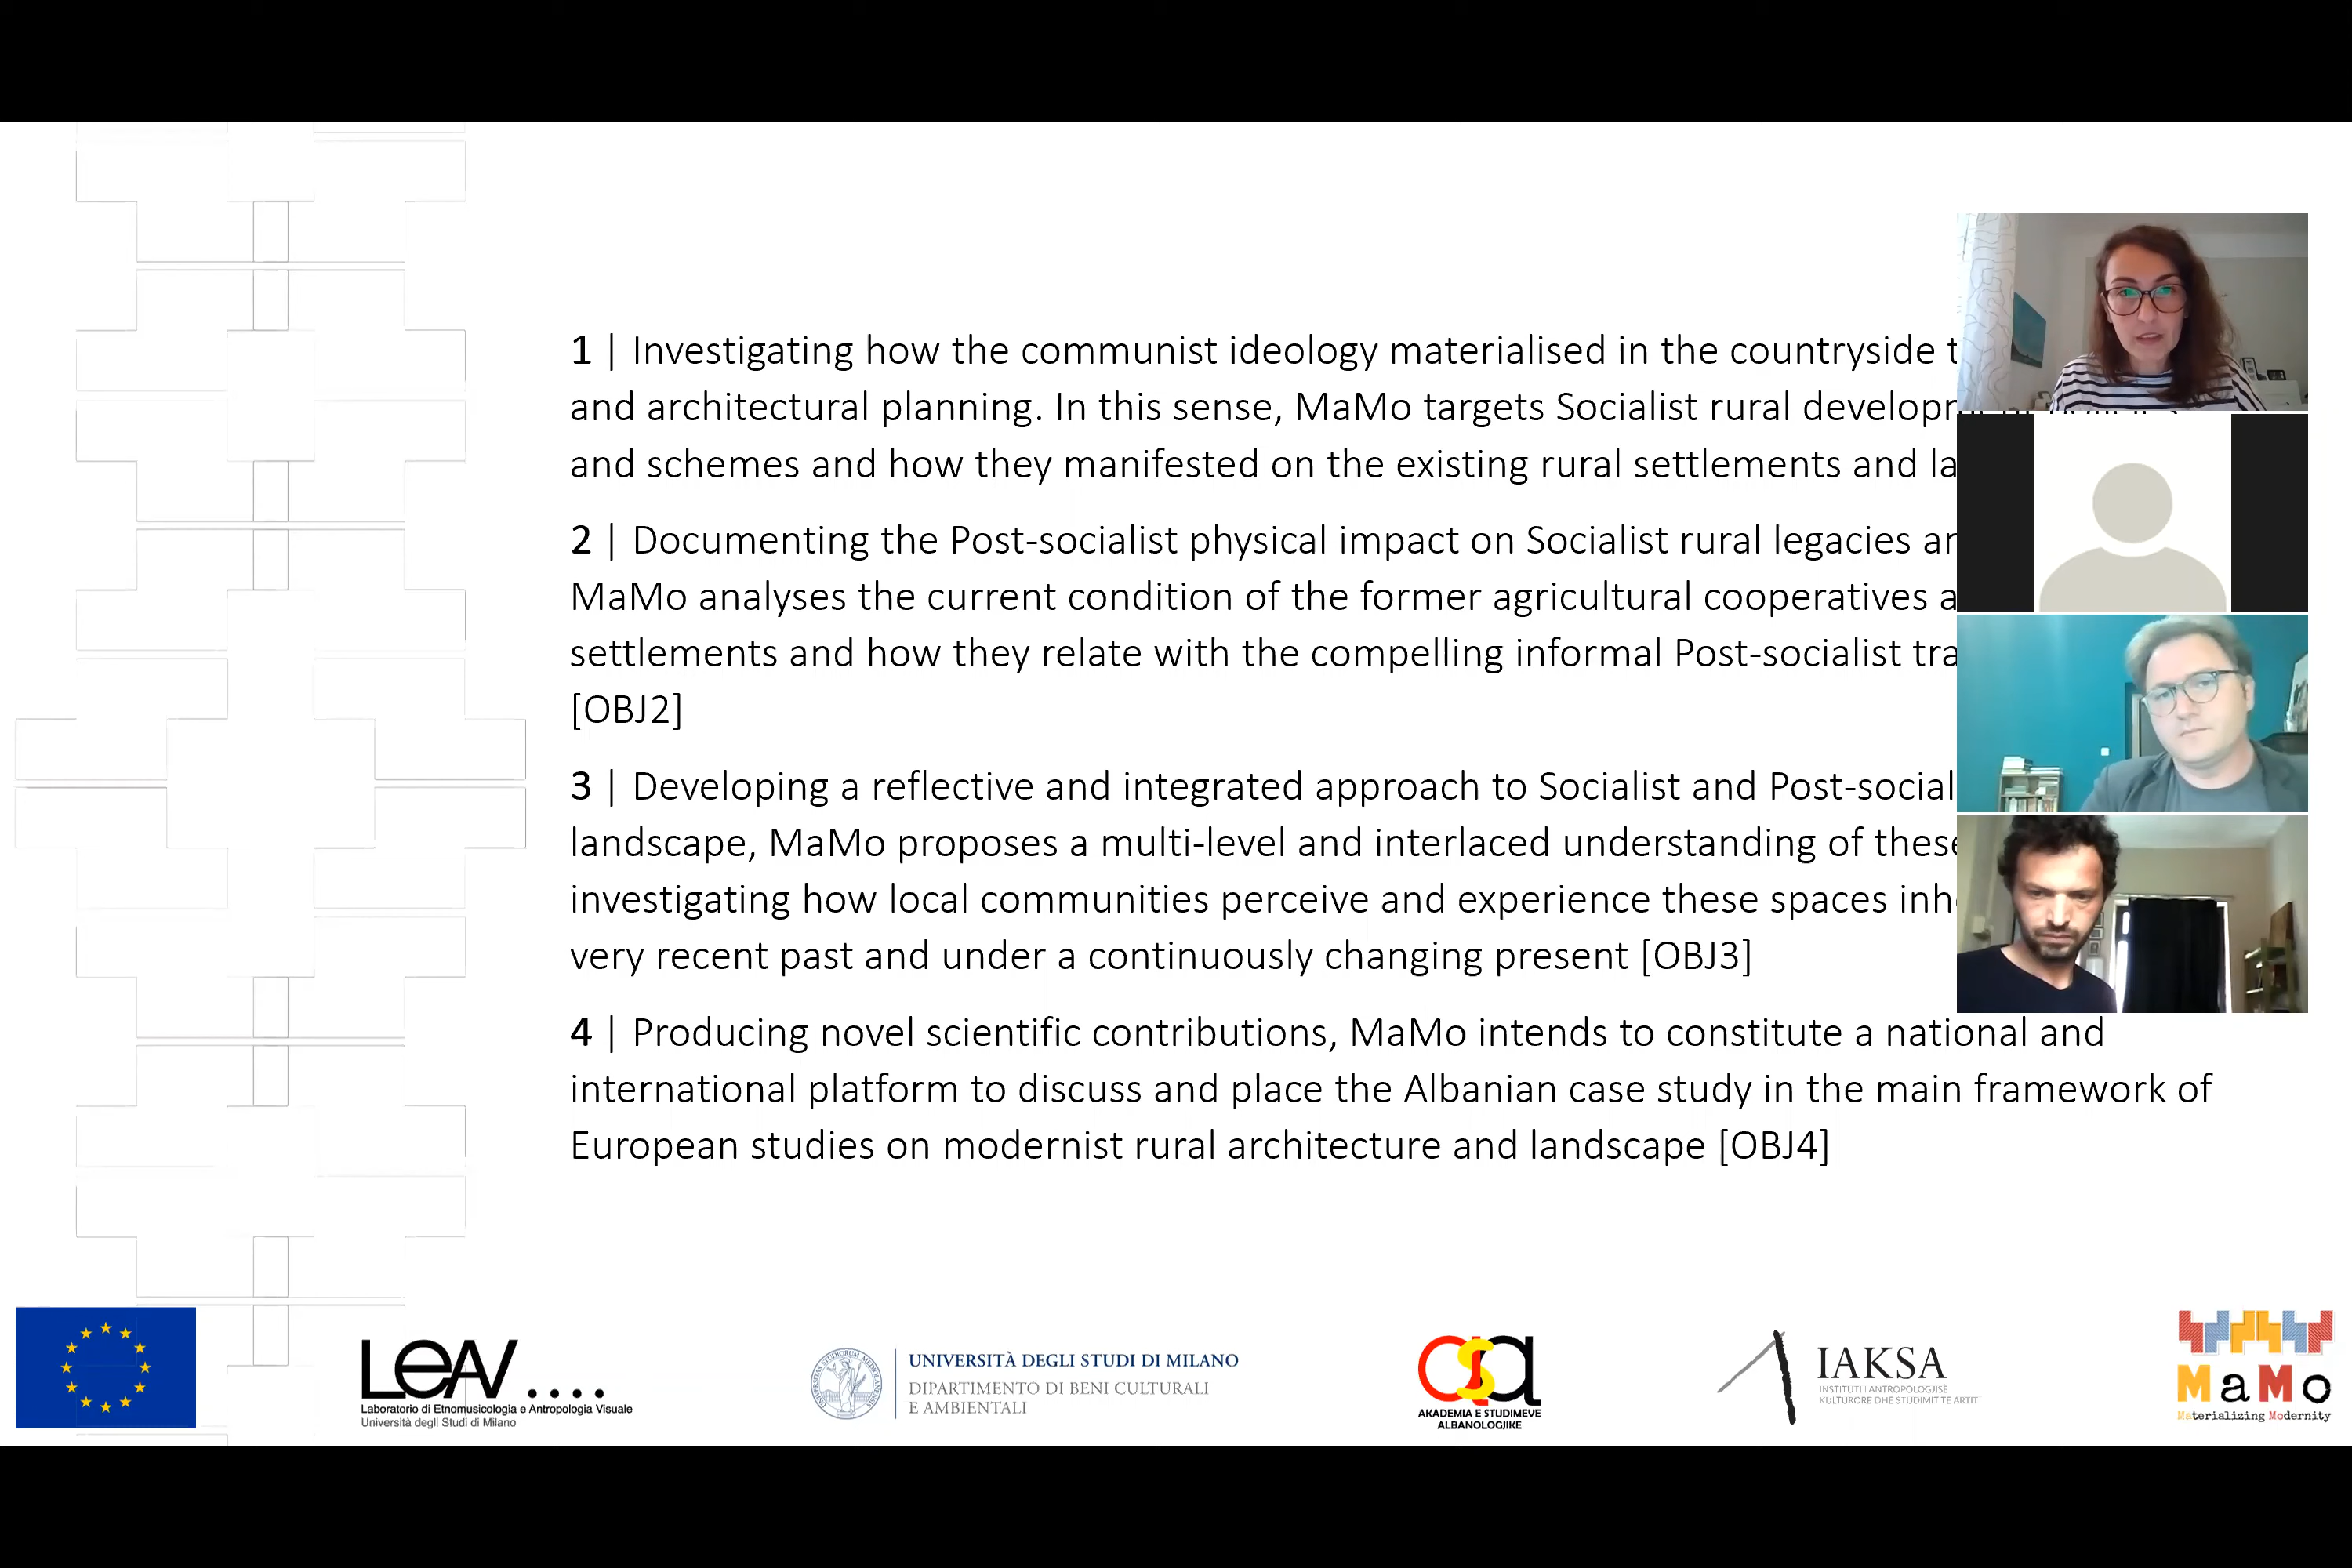 1 | Investigating how the communist ideology materialised in the countryside
and architectural planning. In this sense, MaMo targets Socialist rural
and schemes and how they manifested on the existing rural settlements and
2 | Documenting the Post-socialist physical impact on Socialist rural legacies
MaMo analyses the current condition of the former agricultural cooperatives
settlements and how they relate with the compelling informal Post-socialist
[OBJ2]
3 | Developing a reflective and integrated approach to Socialist and
landscape, MaMo proposes a multi-level and interlaced understanding of these
investigating how local communities perceive and experience these spaces
very recent past and under a continuously changing present [OBJ3]
4 | Producing novel scientific contributions, MaMo intends to constitute a national and
international platform to discuss and place the Albanian case study in the main framework of
European studies on modernist rural architecture and landscape [OBJ4]
LeAV....
Laboratorio di Etnomusicologia e Antropologia Visuale
Università degli Studi di Milano
UNIVERSITÀ DEGLI STUDI DI MILANO
DIPARTIMENTO DI BENI CULTURALI
E AMBIENTALI
asa
AKADEMIA E STUDIMEVE
ALBANOLOGJIKE
IAKSA
INSTITUTI I ANTROPOLOGJISË
KULTURORE DHE STUDIMIT TË ARTIT
MaMo
Materializing Modernity